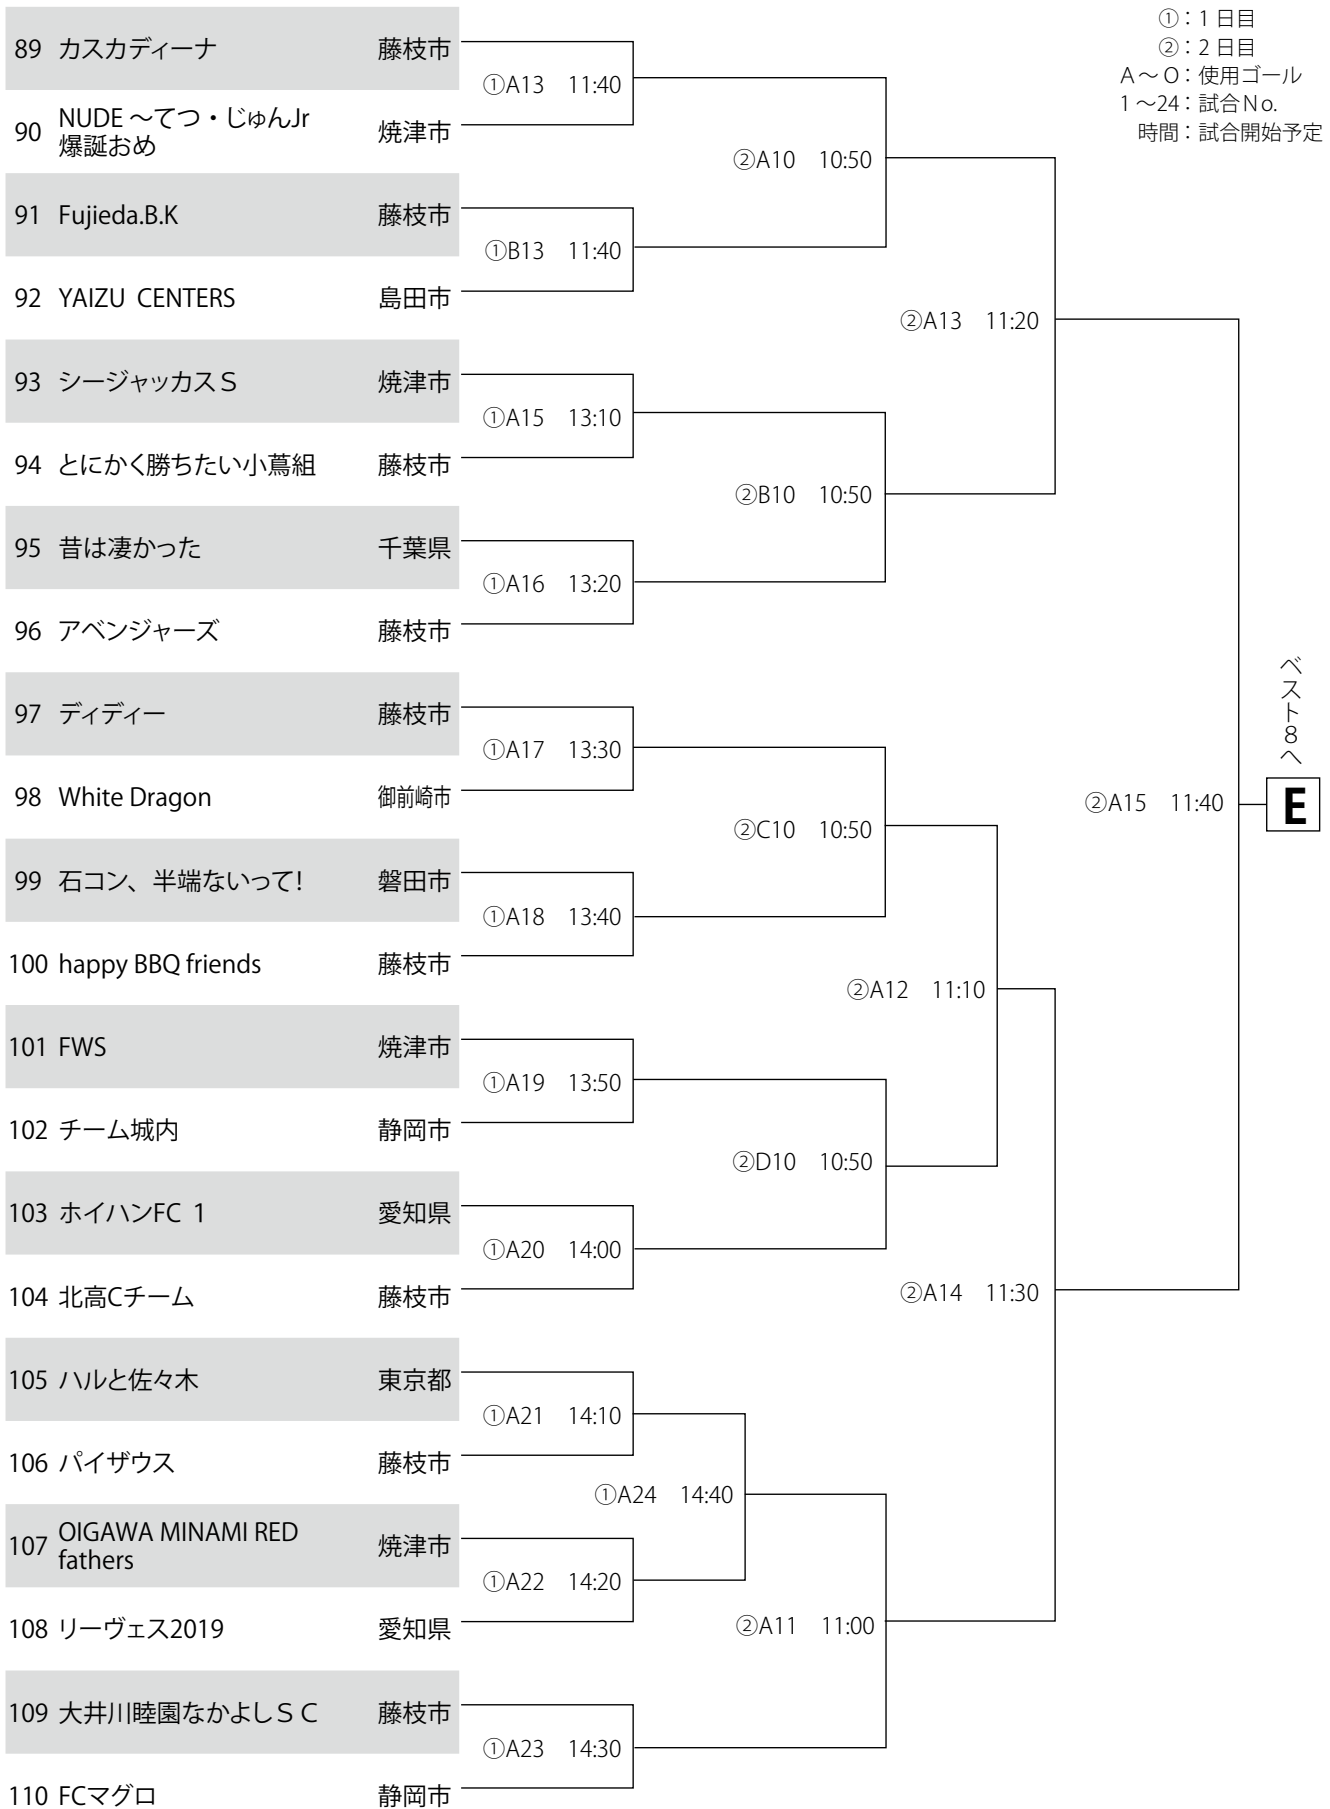 ①：1 日目
②：2 日目
A～O：使用ゴール
1～24：試合No.
時間：試合開始予定
89 カスカディーナ 藤枝市
①A13 11:40
90 NUDE ～てつ・じゅんJr
爆誕おめ 焼津市
②A10 10:50
91 Fujieda.B.K 藤枝市
①B13 11:40
92 YAIZU CENTERS 島田市
②A13 11:20
93 シージャッカスＳ 焼津市
①A15 13:10
94 とにかく勝ちたい小蔦組 藤枝市
②B10 10:50
95 昔は凄かった 千葉県
①A16 13:20
96 アベンジャーズ 藤枝市
97 ディディー 藤枝市
①A17 13:30
98 White Dragon 御前崎市
ベスト8へ
②A15 11:40 E
②C10 10:50
99 石コン、半端ないって! 磐田市
①A18 13:40
100 happy BBQ friends 藤枝市
②A12 11:10
101 FWS 焼津市
①A19 13:50
102 チーム城内 静岡市
②D10 10:50
103 ホイハンFC 1 愛知県
①A20 14:00
104 北高Cチーム 藤枝市
②A14 11:30
105 ハルと佐々木 東京都
①A21 14:10
106 パイザウス 藤枝市
①A24 14:40
107 OIGAWA MINAMI RED
fathers 焼津市
①A22 14:20
108 リーヴェス2019 愛知県
②A11 11:00
109 大井川睦園なかよしＳＣ 藤枝市
①A23 14:30
110 FCマグロ 静岡市